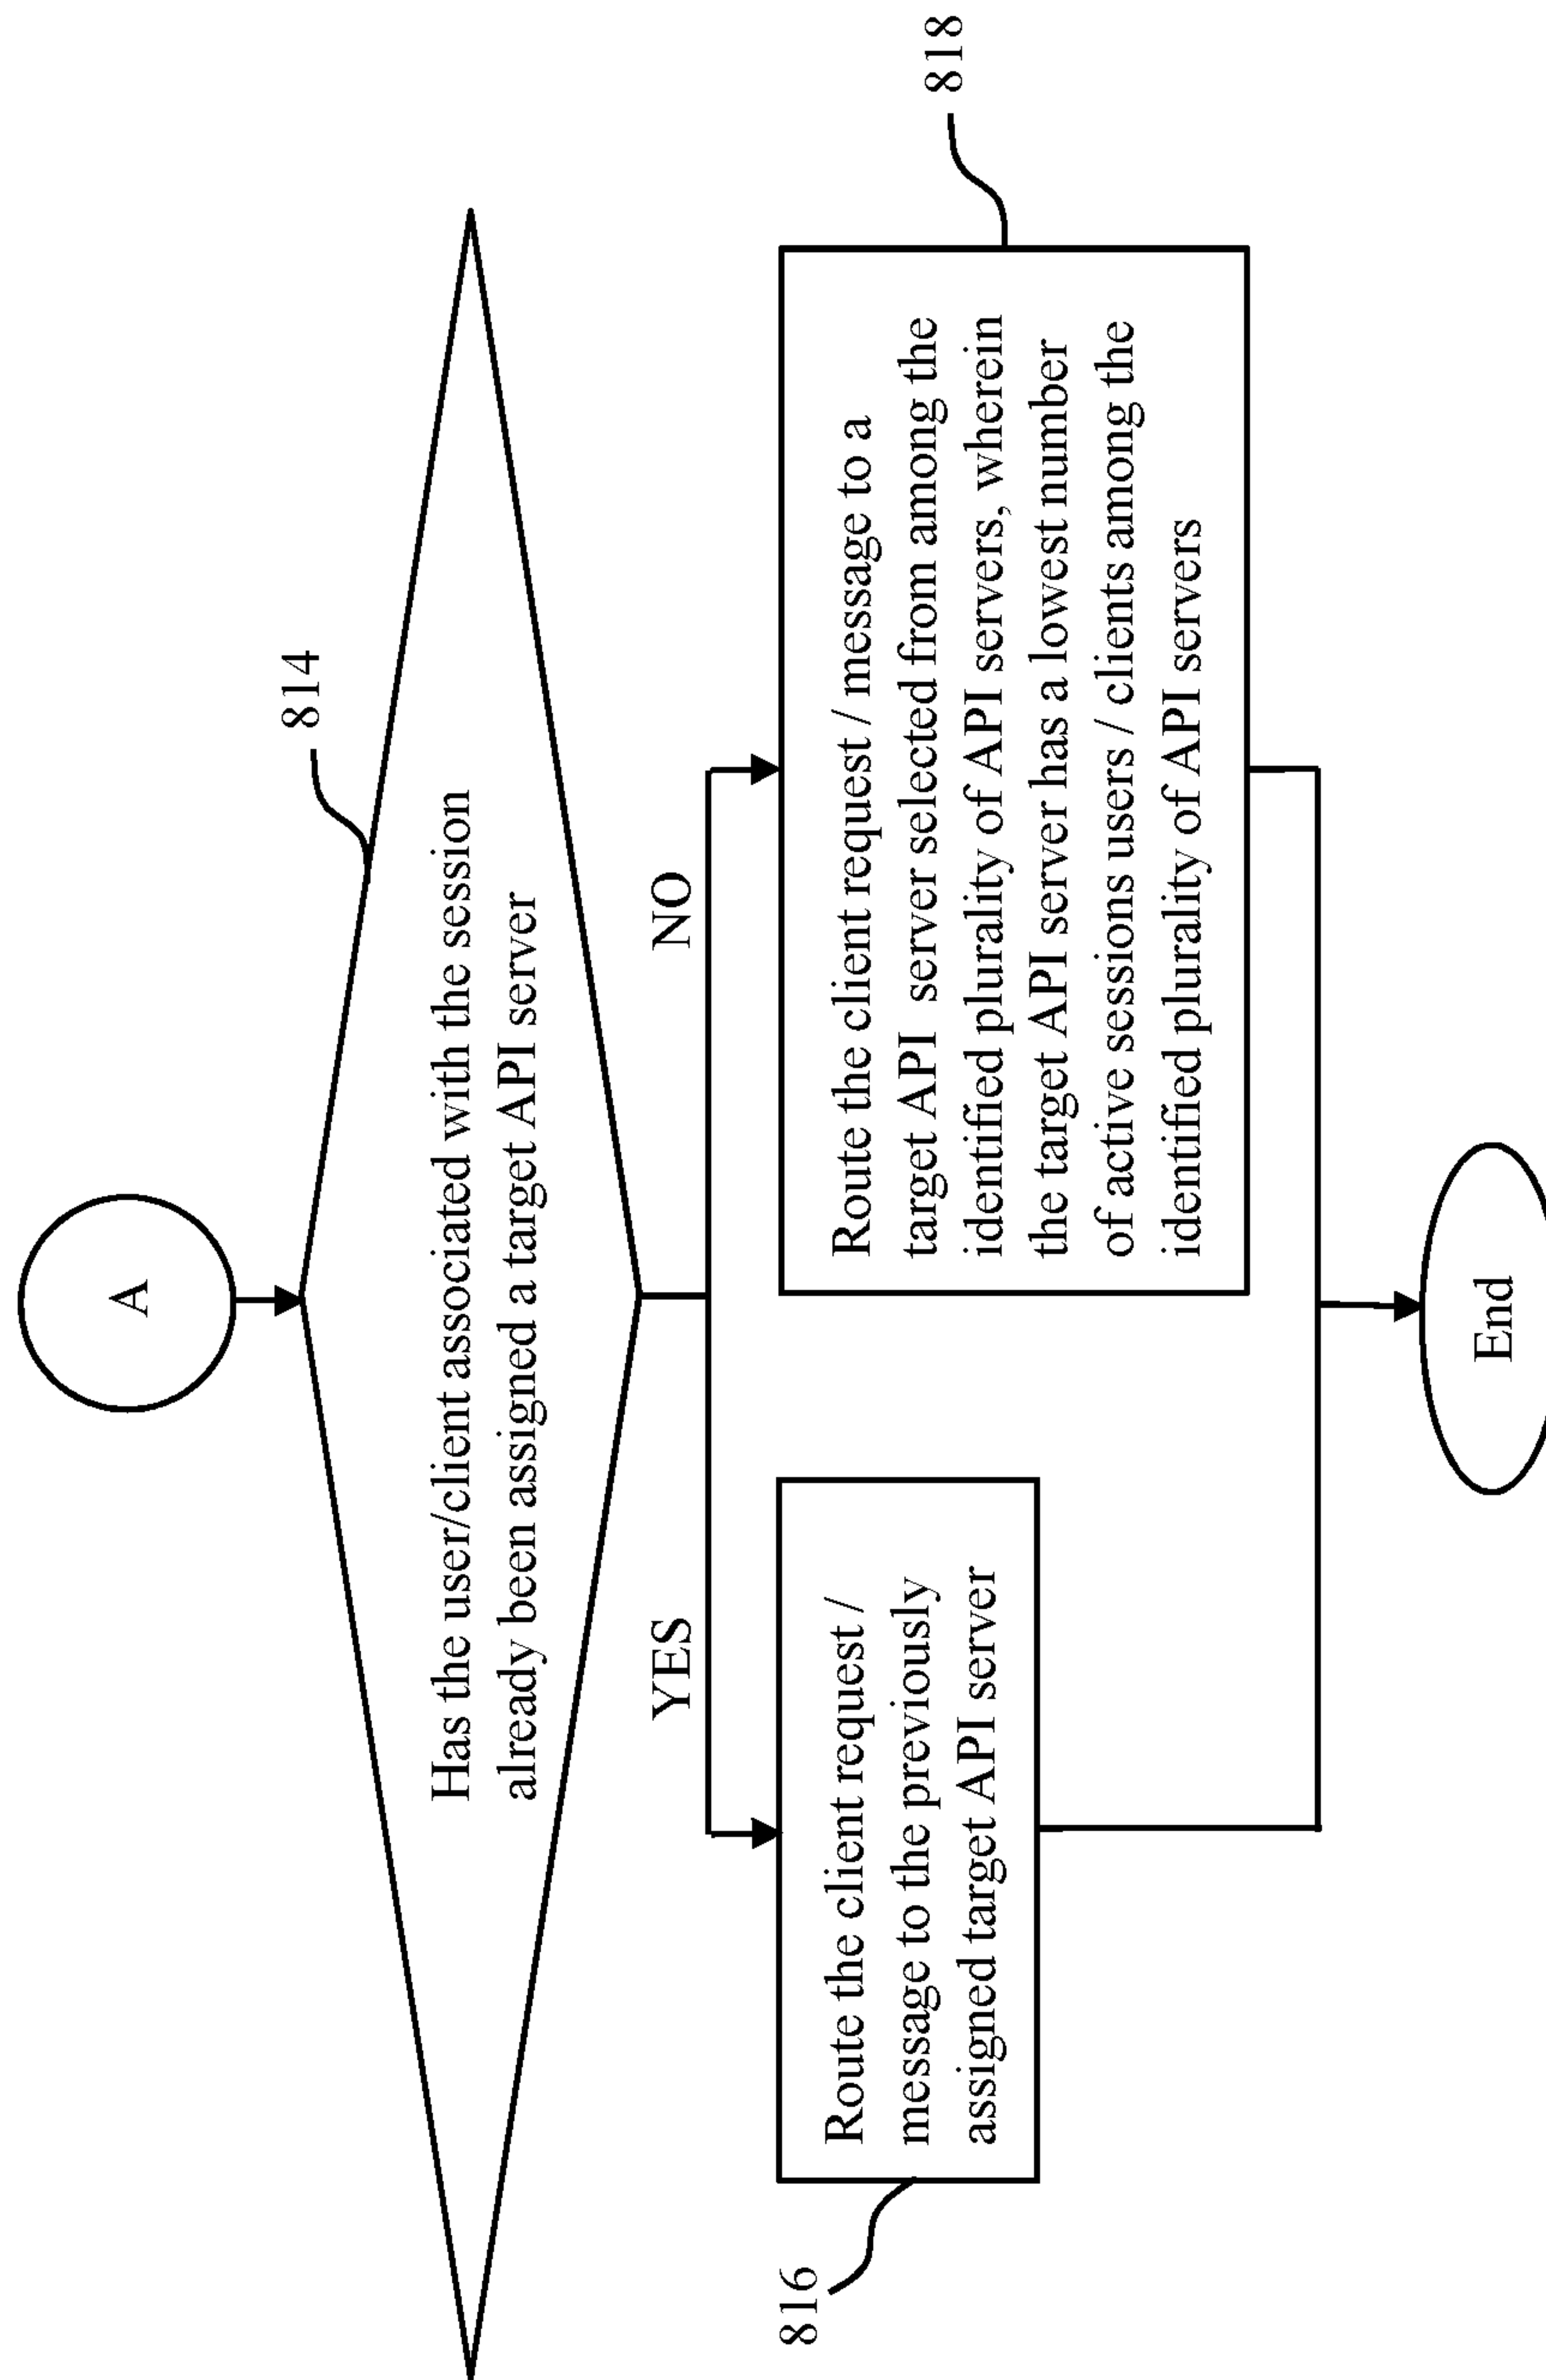 A
814
Has the user/client associated with the session
already been assigned a target API server
YES
NO
816
Route the client request /
message to the previously
assigned target API server
818
Route the client request / message to a
target API server selected from among the
identified plurality of API servers, wherein
the target API server has a lowest number
of active sessions users / clients among the
identified plurality of API servers
End